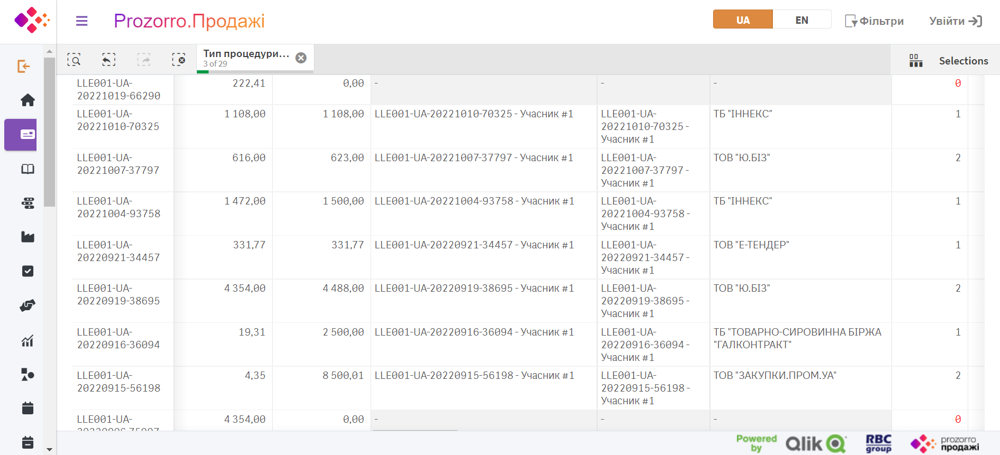 Prozorro.Продажі
UA
EN
Фільтри
Увійти
Тип процедури...
3 of 29
Selections
LLE001-UA-
20221019-66290
222,41
0,00
-
-
-
0
LLE001-UA-
20221010-70325
1 108,00
1 108,00
LLE001-UA-20221010-70325 - Учасник #1
LLE001-UA-
20221010-70325 -
Учасник #1
ТБ "ІННЕКС"
1
LLE001-UA-
20221007-37797
616,00
623,00
LLE001-UA-20221007-37797 - Учасник #1
LLE001-UA-
20221007-37797 -
Учасник #1
ТОВ "Ю.БІЗ"
2
LLE001-UA-
20221004-93758
1 472,00
1 500,00
LLE001-UA-20221004-93758 - Учасник #1
LLE001-UA-
20221004-93758 -
Учасник #1
ТБ "ІННЕКС"
1
LLE001-UA-
20220921-34457
331,77
331,77
LLE001-UA-20220921-34457 - Учасник #1
LLE001-UA-
20220921-34457 -
Учасник #1
ТОВ "Е-ТЕНДЕР"
1
LLE001-UA-
20220919-38695
4 354,00
4 488,00
LLE001-UA-20220919-38695 - Учасник #1
LLE001-UA-
20220919-38695 -
Учасник #1
ТОВ "Ю.БІЗ"
2
LLE001-UA-
20220916-36094
19,31
2 500,00
LLE001-UA-20220916-36094 - Учасник #1
LLE001-UA-
20220916-36094 -
Учасник #1
ТБ "ТОВАРНО-СИРОВИННА БІРЖА
"ГАЛКОНТРАКТ"
1
LLE001-UA-
20220915-56198
4,35
8 500,01
LLE001-UA-20220915-56198 - Учасник #1
LLE001-UA-
20220915-56198 -
Учасник #1
ТОВ "ЗАКУПКИ.ПРОМ.УА"
2
LLE001-UA-
4 354,00
0,00
-
-
-
0
Powered
by
Qlik
RBC
group
prozorro
продажі